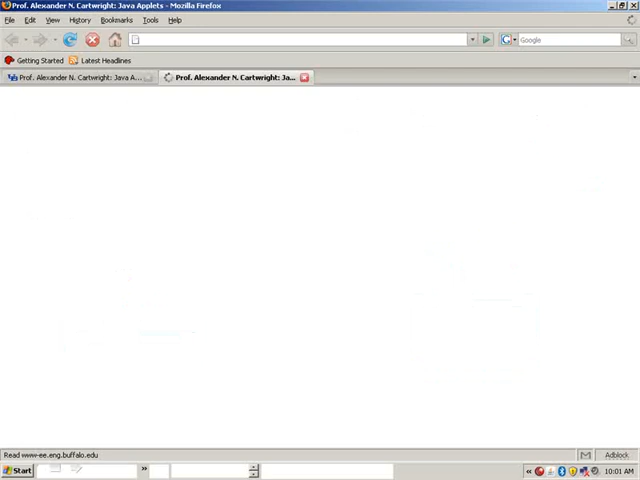 Prof. Alexander N. Cartwright: Java Applets - Mozilla Firefox
File Edit View History Bookmarks Tools Help
Google
Getting Started Latest Headlines
Prof. Alexander N. Cartwright: Java A... Prof. Alexander N. Cartwright: Ja...
Read www-ee.eng.buffalo.edu Adblock
Start » « 10:01 AM